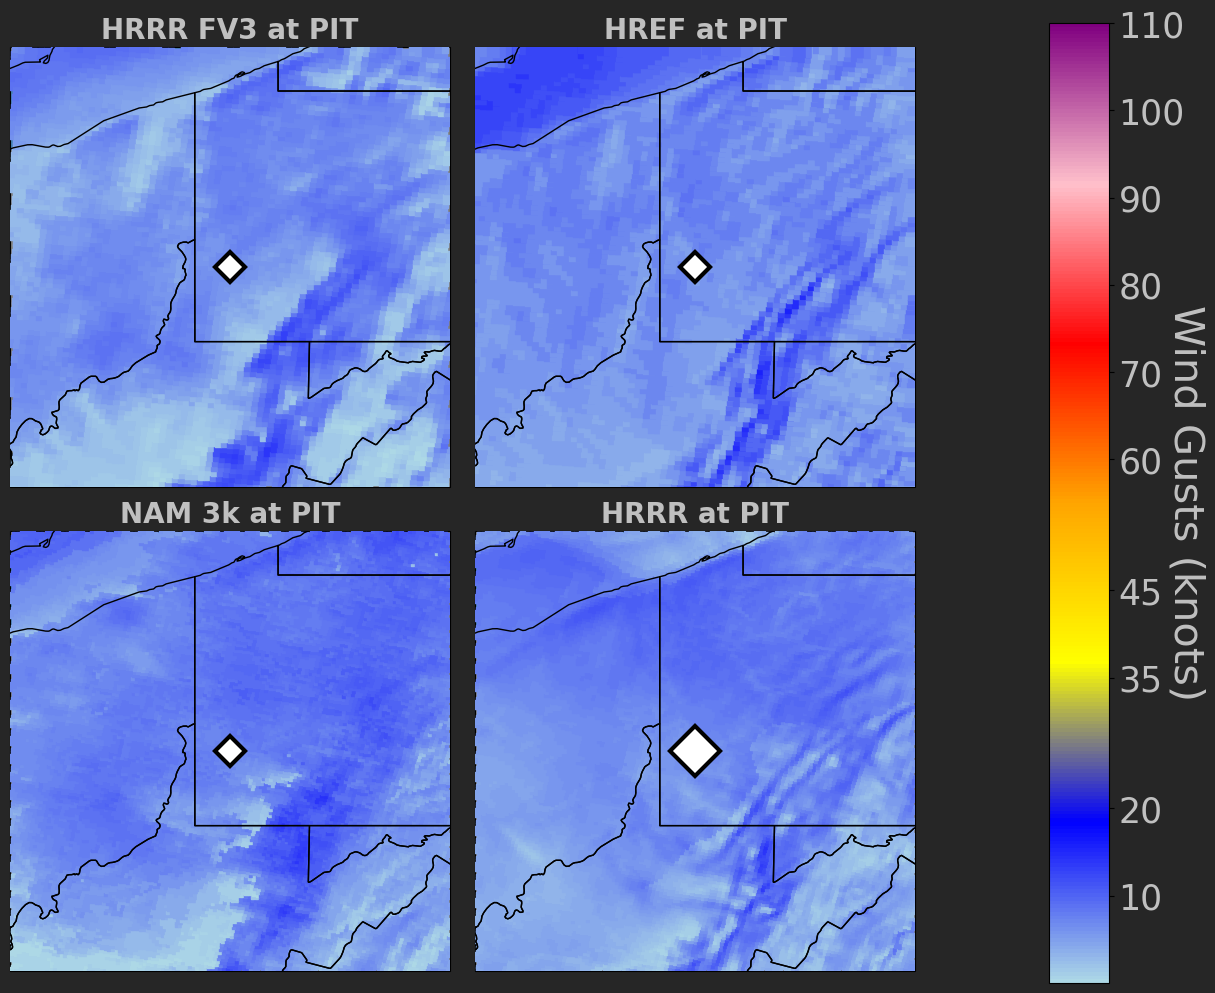 HRRR FV3 at PIT
HREF at PIT
NAM 3k at PIT
HRRR at PIT
110
100
90
80
70
60
45
35
20
10
Wind Gusts (knots)